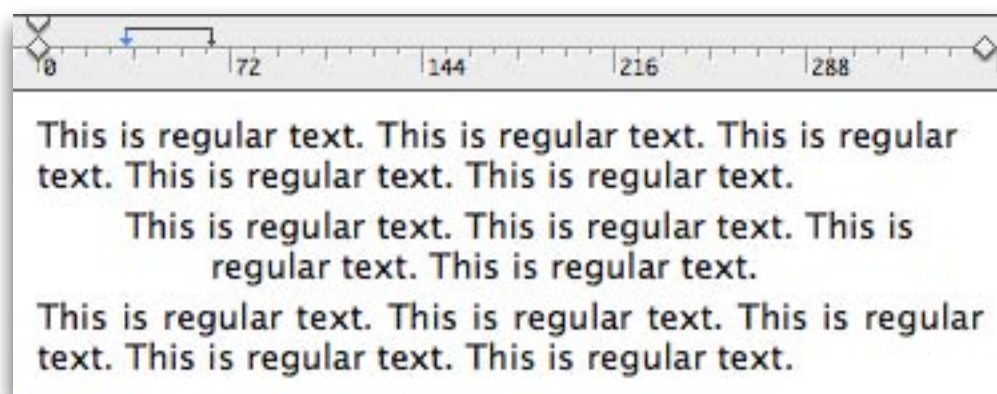 0 72 144 216 288
This is regular text. This is regular text. This is regular
text. This is regular text. This is regular text.
This is regular text. This is regular text. This is
regular text. This is regular text.
This is regular text. This is regular text. This is regular
text. This is regular text. This is regular text.